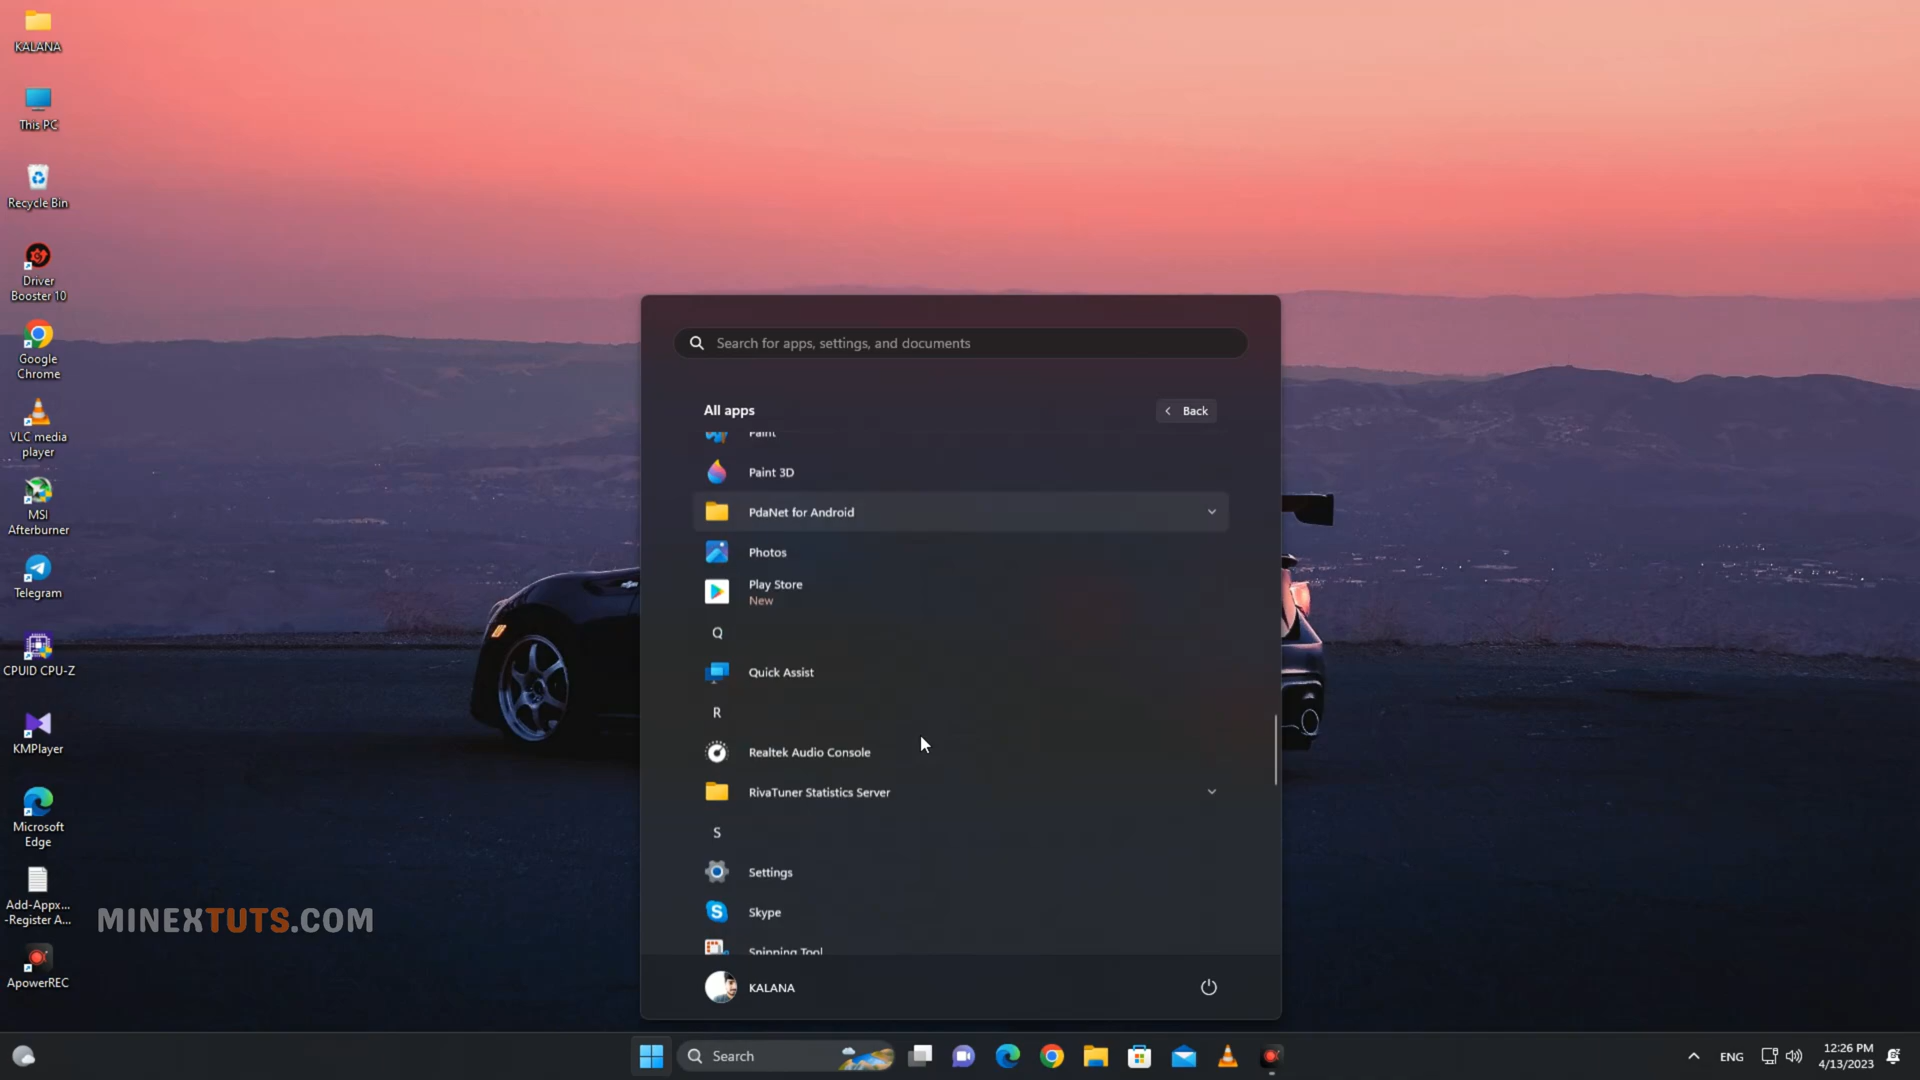 KALANA
This PC
Recycle Bin
Driver
Booster 10
Google
Chrome
VLC media
player
MSI
Afterburner
Telegram
CPUID CPU-Z
KMPlayer
Microsoft
Edge
Add-Appx...
-Register A...
ApowerREC
MINEXTUTS.COM
Search for apps, settings, and documents
All apps
Back
Paint
Paint 3D
PdaNet for Android
Photos
Play Store
New
Q
Quick Assist
R
Realtek Audio Console
RivaTuner Statistics Server
S
Settings
Skype
Snipping Tool
KALANA
Search
ENG
12:26 PM
4/13/2023